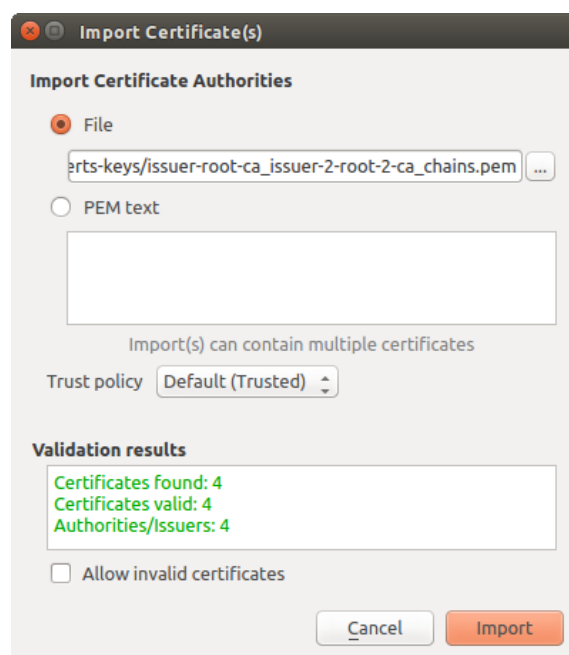 Import Certificate(s)
Import Certificate Authorities
File
erts-keys/issuer-root-ca_issuer-2-root-2-ca_chains.pem ...
PEM text
Import(s) can contain multiple certificates
Trust policy Default (Trusted)
Validation results
Certificates found: 4
Certificates valid: 4
Authorities/Issuers: 4
Allow invalid certificates
Cancel Import